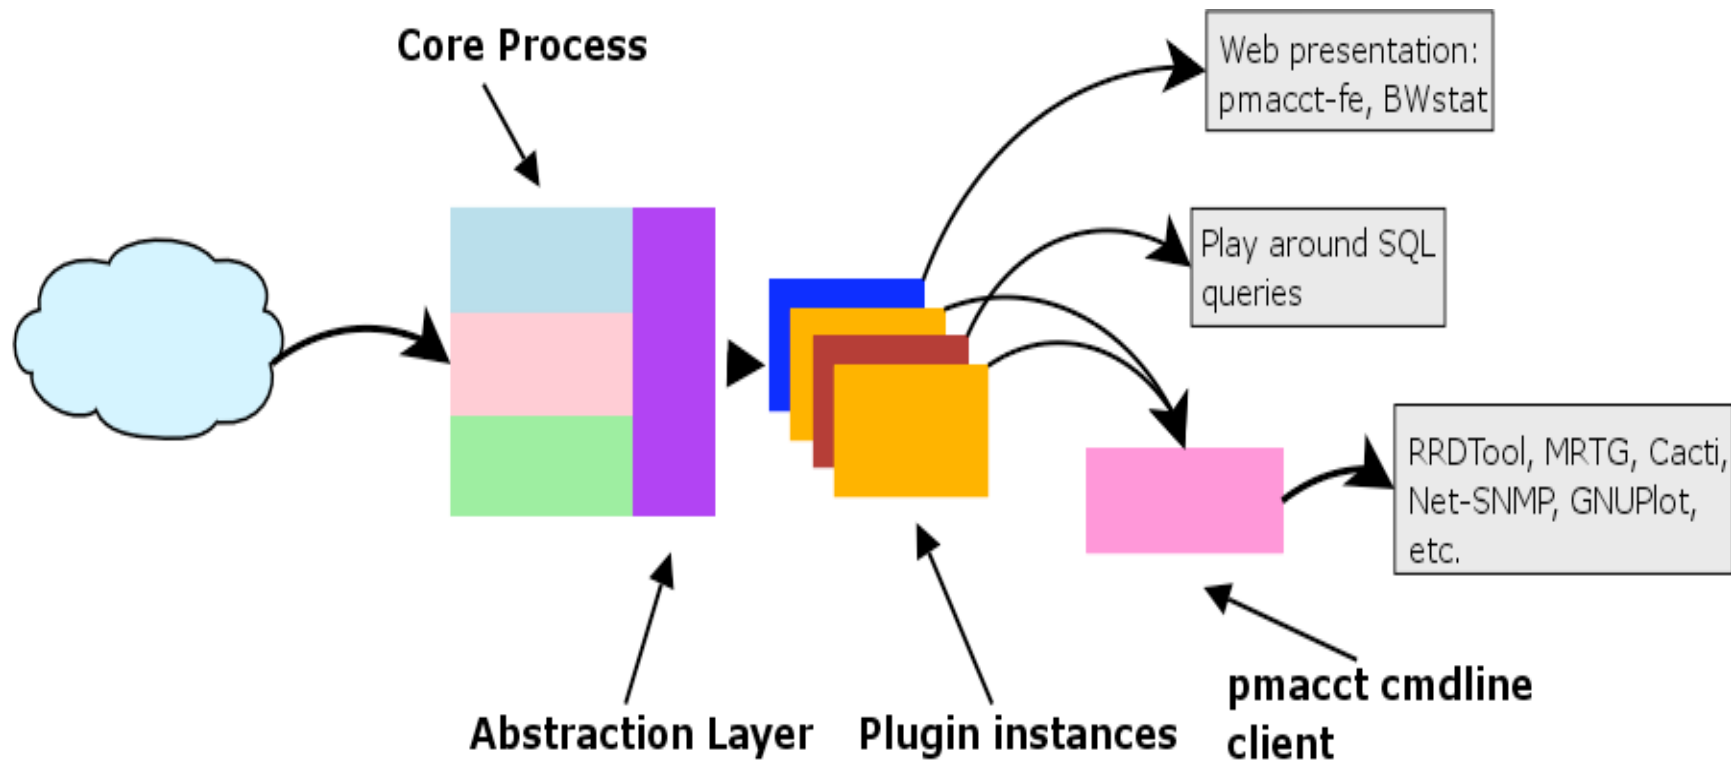 Core Process
Web presentation:
pmacct-fe, BWstat
Play around SQL
queries
RRDTool, MRTG, Cacti,
Net-SNMP, GNUPlot,
etc.
Abstraction Layer
Plugin instances
pmacct cmdline
client